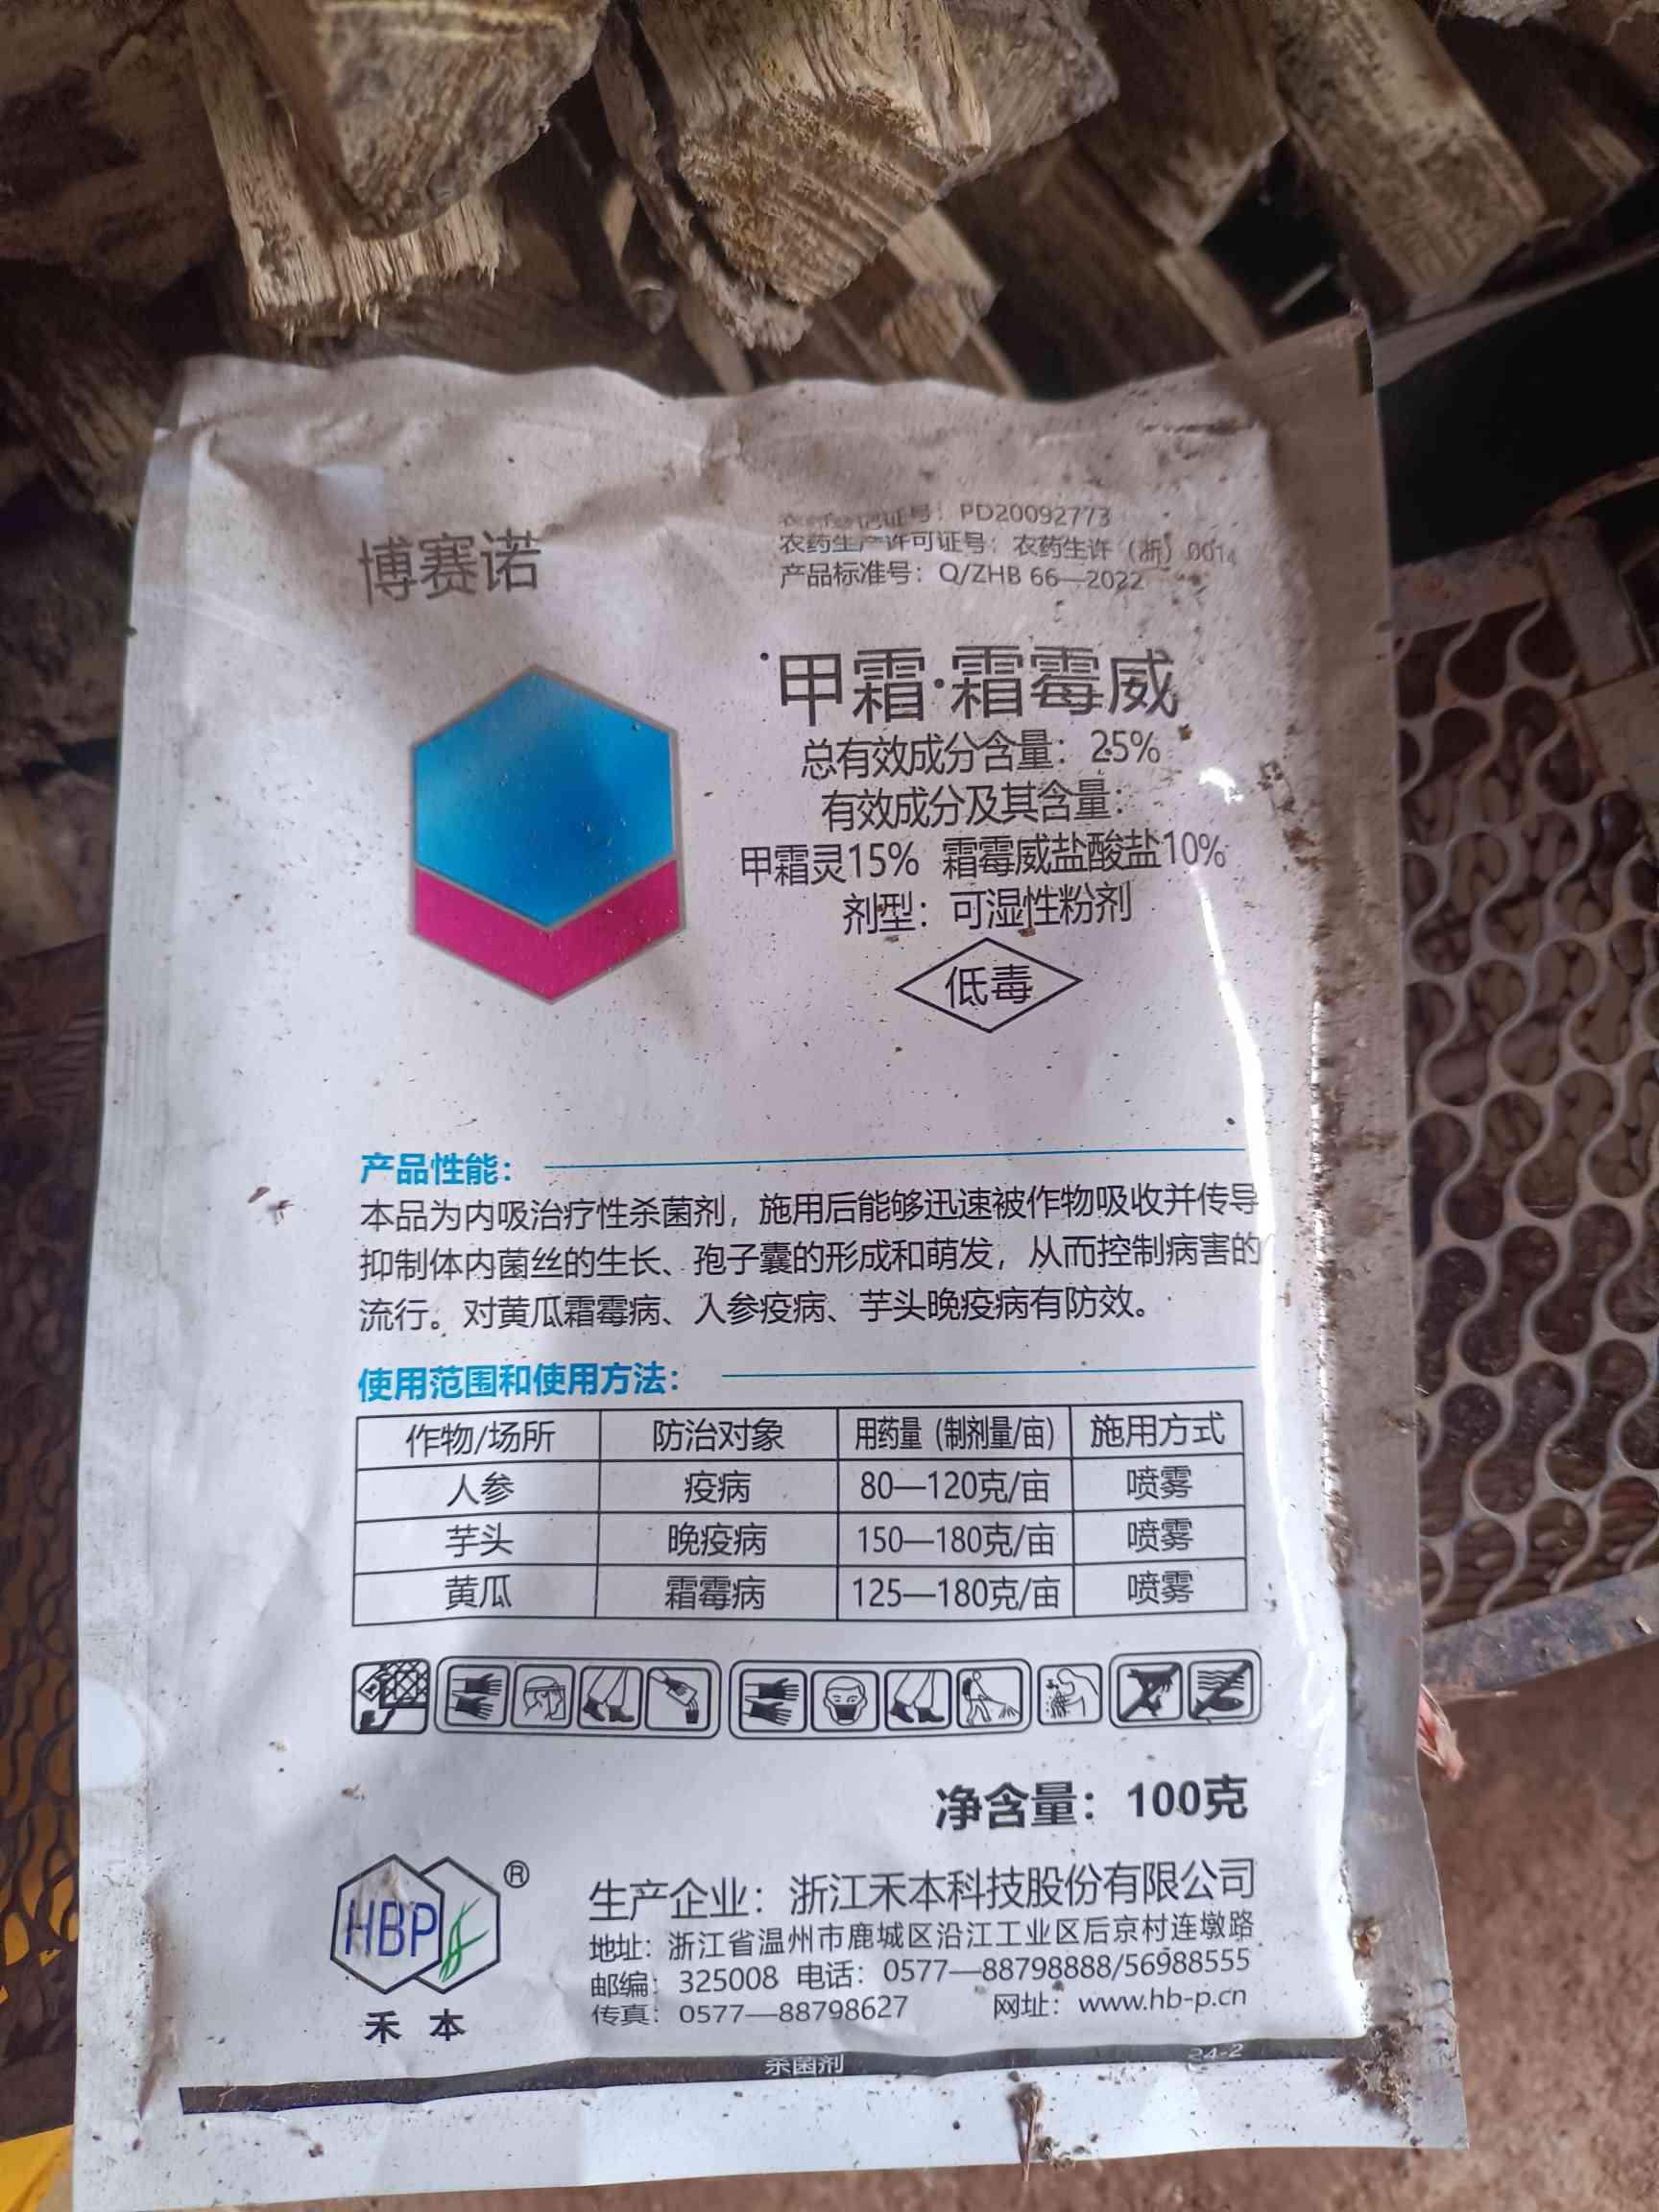 博赛诺
农药登记证号：PD20092773
农药生产许可证号：农药生许（浙）0014
产品标准号：Q/ZHB 66—2022
甲霜·霜霉威
总有效成分含量：25%
有效成分及其含量：
甲霜灵15% 霜霉威盐酸盐10%
剂型：可湿性粉剂
低毒
产品性能：
本品为内吸治疗性杀菌剂，施用后能够迅速被作物吸收并传导
抑制体内菌丝的生长、孢子囊的形成和萌发，从而控制病害的
流行。对黄瓜霜霉病、人参疫病、芋头晚疫病有防效。
使用范围和使用方法：
作物/场所 防治对象 用药量（制剂量/亩） 施用方式
人参 疫病 80—120克/亩 喷雾
芋头 晚疫病 150—180克/亩 喷雾
黄瓜 霜霉病 125—180克/亩 喷雾
净含量：100克
HBP ®
禾本
生产企业：浙江禾本科技股份有限公司
地址：浙江省温州市鹿城区沿江工业区后京村连墩路
邮编：325008 电话：0577—88798888/56988555
传真：0577—88798627 网址：www.hb-p.cn
杀菌剂 24-2